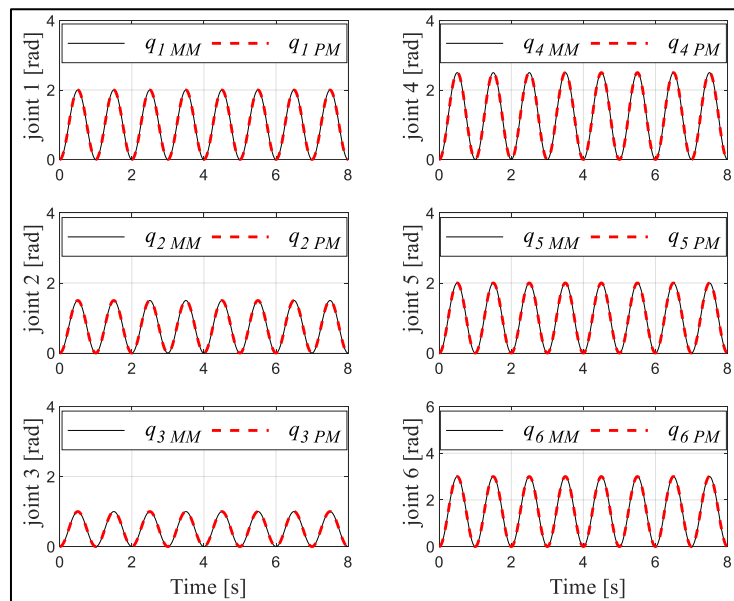 4
2
0
joint 1 [rad]
q1 MM q1 PM
0 2 4 6 8
4
2
0
joint 4 [rad]
q4 MM q4 PM
0 2 4 6 8
4
2
0
joint 2 [rad]
q2 MM q2 PM
0 2 4 6 8
4
2
0
joint 5 [rad]
q5 MM q5 PM
0 2 4 6 8
4
2
0
joint 3 [rad]
q3 MM q3 PM
0 2 4 6 8
Time [s]
6
4
2
0
joint 6 [rad]
q6 MM q6 PM
0 2 4 6 8
Time [s]